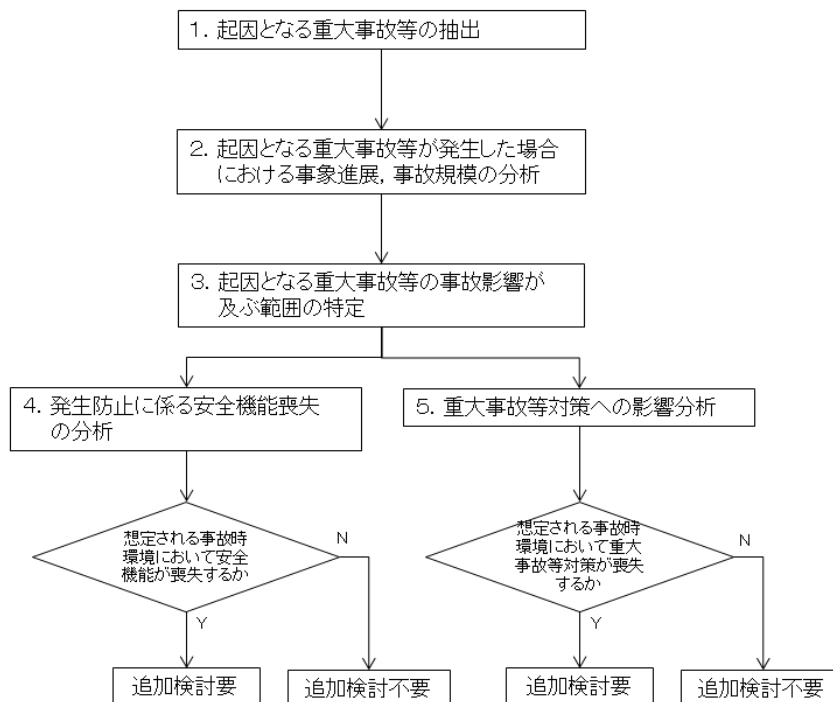 1. 起因となる重大事故等の抽出
2. 起因となる重大事故等が発生した場合
における事象進展, 事故規模の分析
3. 起因となる重大事故等の事故影響が
及ぶ範囲の特定
4. 発生防止に係る安全機能喪失
の分析
5. 重大事故等対策への影響分析
想定される事故時
環境において安全
機能が喪失するか
N
Y
想定される事故時
環境において重大
事故等対策が喪失
するか
N
Y
追加検討要
追加検討不要
追加検討要
追加検討不要